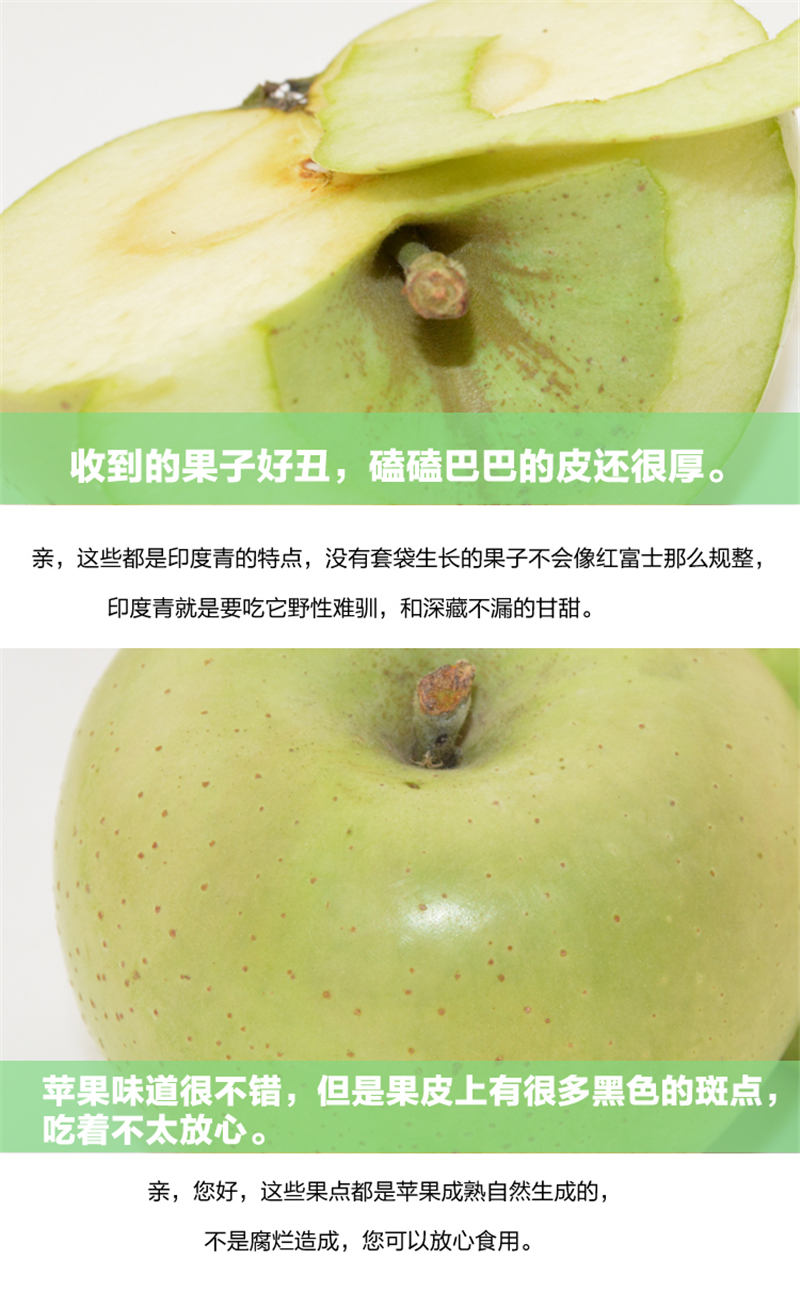 收到的果子好丑，磕磕巴巴的皮还很厚。
亲，这些都是印度青的特点，没有套袋生长的果子不会像红富士那么规整，
印度青就是要吃它野性难驯，和深藏不漏的甘甜。
苹果味道很不错，但是果皮上有很多黑色的斑点，
吃着不太放心。
亲，您好，这些果点都是苹果成熟自然生成的，
不是腐烂造成，您可以放心食用。